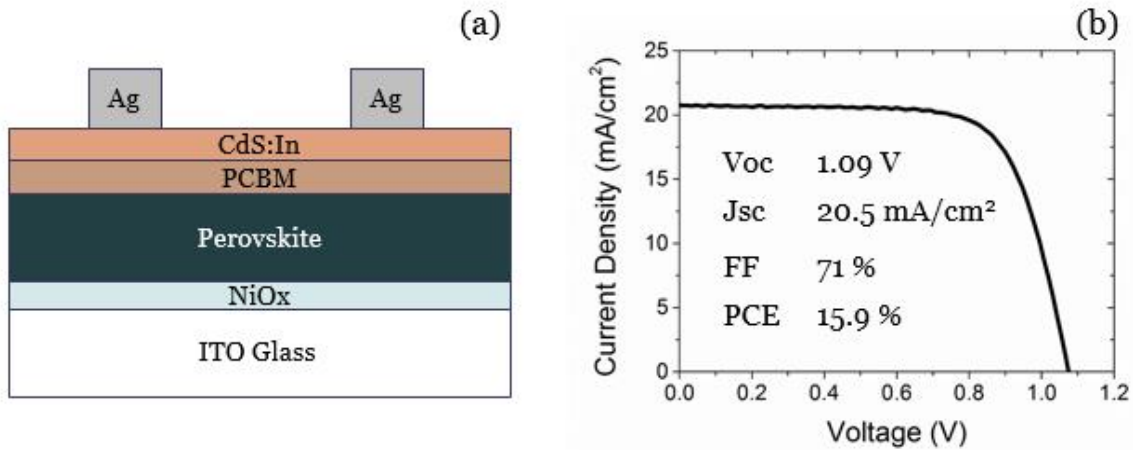 (a)
Ag Ag
CdS:In
PCBM
Perovskite
NiOx
ITO Glass
(b)
Current Density (mA/cm²)
25
20
15
10
5
0
Voc 1.09 V
Jsc 20.5 mA/cm²
FF 71 %
PCE 15.9 %
0.0 0.2 0.4 0.6 0.8 1.0 1.2
Voltage (V)